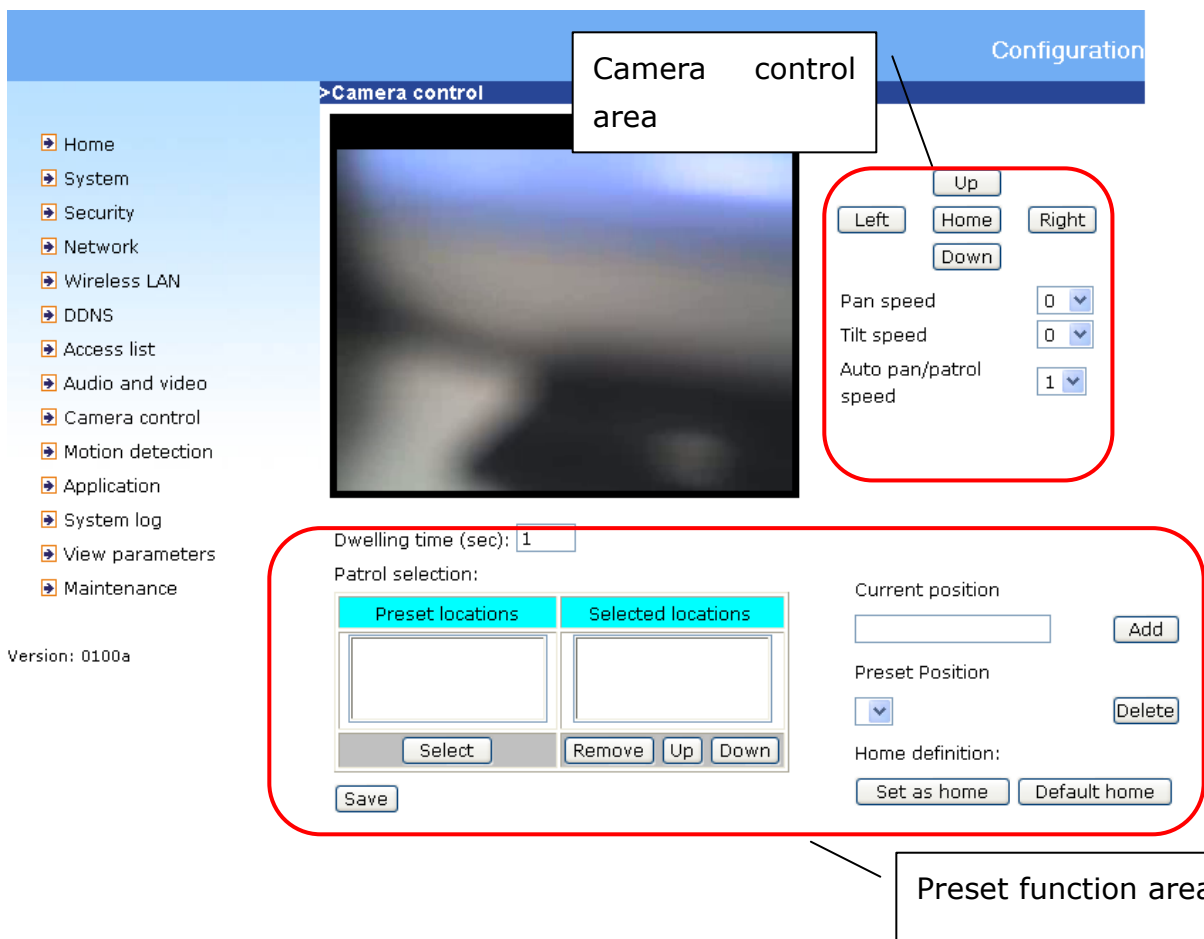 Configuration
Camera control
area
>Camera control
Home
System
Security
Network
Wireless LAN
DDNS
Access list
Audio and video
Camera control
Motion detection
Application
System log
View parameters
Maintenance
Version: 0100a
Up
Left Home Right
Down
Pan speed 0
Tilt speed 0
Auto pan/patrol
speed 1
Dwelling time (sec): 1
Patrol selection:
Preset locations Selected locations
Select Remove Up Down
Save
Current position
Add
Preset Position
Delete
Home definition:
Set as home Default home
Preset function area